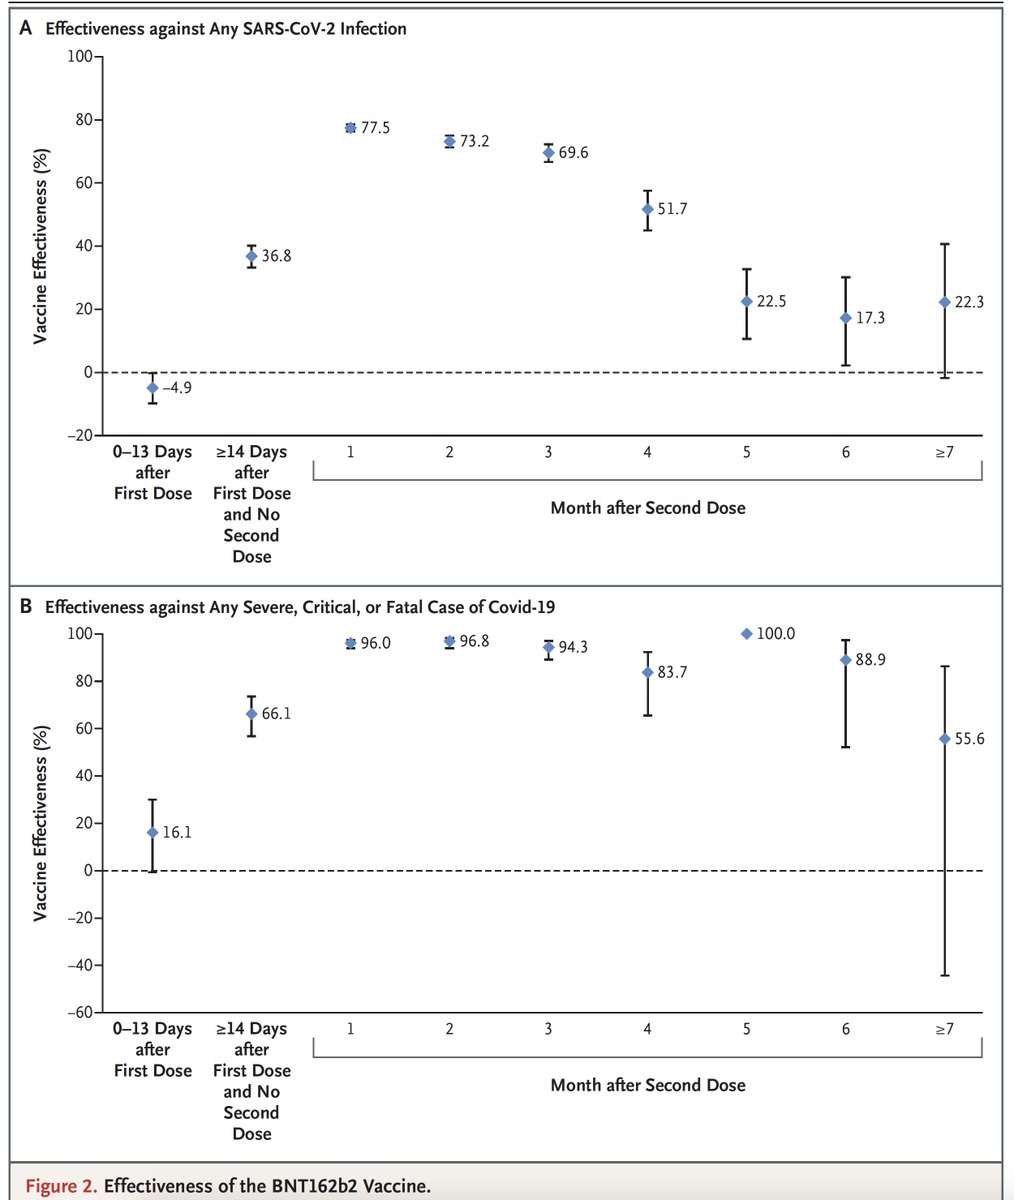 A Effectiveness against Any SARS-CoV-2 Infection
Vaccine Effectiveness (%)
100
80
60
40
20
0
–20
–4.9
36.8
77.5
73.2
69.6
51.7
22.5
17.3
22.3
0–13 Days
after
First Dose
≥14 Days
after
First Dose
and No
Second
Dose
1 2 3 4 5 6 ≥7
Month after Second Dose
B Effectiveness against Any Severe, Critical, or Fatal Case of Covid-19
Vaccine Effectiveness (%)
100
80
60
40
20
0
–20
–40
–60
16.1
66.1
96.0
96.8
94.3
83.7
100.0
88.9
55.6
0–13 Days
after
First Dose
≥14 Days
after
First Dose
and No
Second
Dose
1 2 3 4 5 6 ≥7
Month after Second Dose
Figure 2. Effectiveness of the BNT162b2 Vaccine.